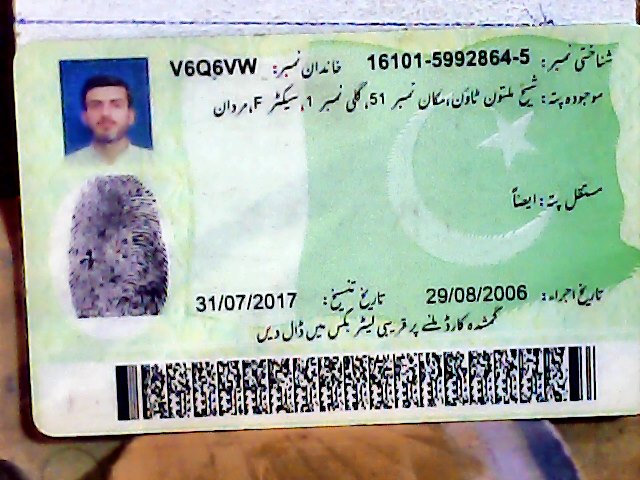 شناختی نمبر: 16101-5992864-5 خاندان نمبر: V6Q6VW
موجودہ پتہ: شیخ ملتون ٹاؤن، مکان نمبر 51، گلی نمبر 1، سیکٹر F، مردان
مستقل پتہ: ایضاً
تاریخ اجراء: 29/08/2006 تاریخ تنسیخ: 31/07/2017
گمشدہ کارڈ ملنے پر قریبی لیٹر بکس میں ڈال دیں